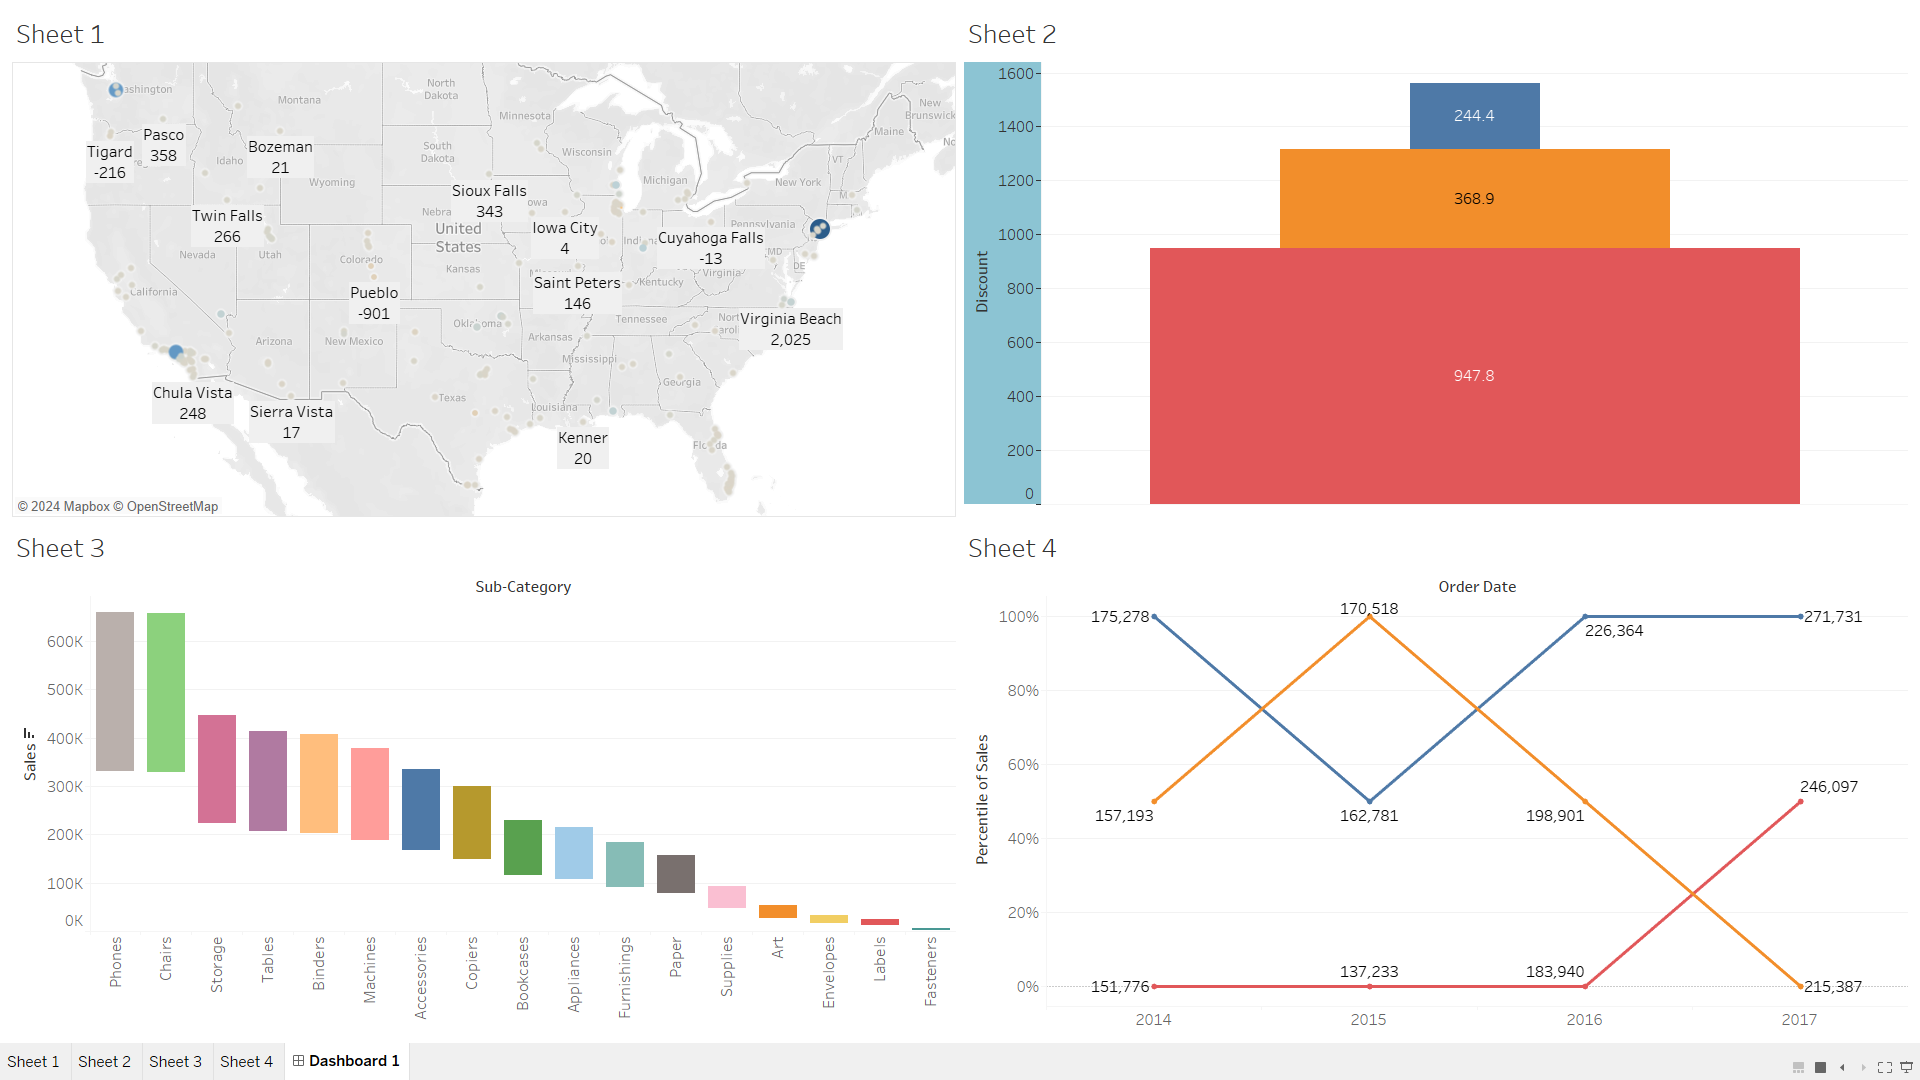 Sheet 1
Washington
Montana
North
Dakota
Minnesota
New
Brunswick
Maine
Pasco
358
Tigard
-216
Bozeman
21
Idaho
South
Dakota
Wisconsin
VT
Michigan
New York
Wyoming
Sioux Falls
343
Twin Falls
266
Nebra
Iowa City
4
United
States
Pennsylvania
Cuyahoga Falls
-13
Nevada
Utah
Colorado
Kansas
MD
DE
Virginia
California
Pueblo
-901
Saint Peters
146
Kentucky
Virginia Beach
2,025
Oklahoma
Tennessee
Arizona
New Mexico
Arkansas
Mississippi
Georgia
Chula Vista
248
Sierra Vista
17
Texas
Louisiana
Kenner
20
Florida
© 2024 Mapbox © OpenStreetMap
Sheet 2
1600
1400
1200
1000
800
600
400
200
0
Discount
244.4
368.9
947.8
Sheet 3
Sub-Category
600K
500K
400K
300K
200K
100K
0K
Sales
Phones
Chairs
Storage
Tables
Binders
Machines
Accessories
Copiers
Bookcases
Appliances
Furnishings
Paper
Supplies
Art
Envelopes
Labels
Fasteners
Sheet 4
Order Date
100%
80%
60%
40%
20%
0%
Percentile of Sales
175,278
170,518
226,364
271,731
157,193
162,781
198,901
246,097
151,776
137,233
183,940
215,387
2014
2015
2016
2017
Sheet 1
Sheet 2
Sheet 3
Sheet 4
Dashboard 1